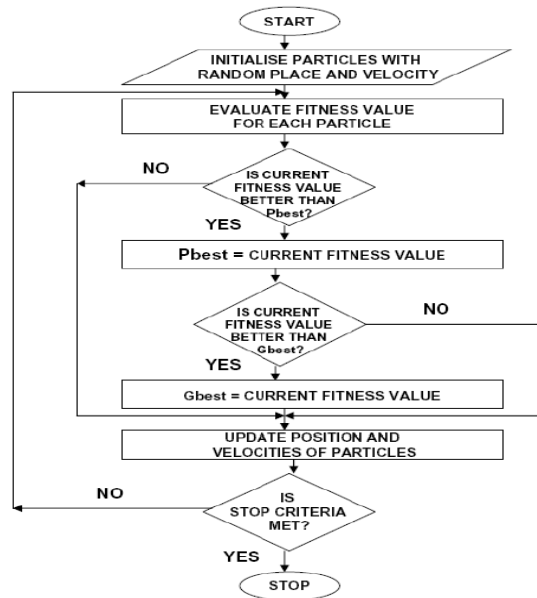 START
INITIALISE PARTICLES WITH
RANDOM PLACE AND VELOCITY
EVALUATE FITNESS VALUE
FOR EACH PARTICLE
NO
IS CURRENT
FITNESS VALUE
BETTER THAN
Pbest?
YES
Pbest = CURRENT FITNESS VALUE
IS CURRENT
FITNESS VALUE
BETTER THAN
Gbest?
NO
YES
Gbest = CURRENT FITNESS VALUE
UPDATE POSITION AND
VELOCITIES OF PARTICLES
NO
IS
STOP CRITERIA
MET?
YES
STOP